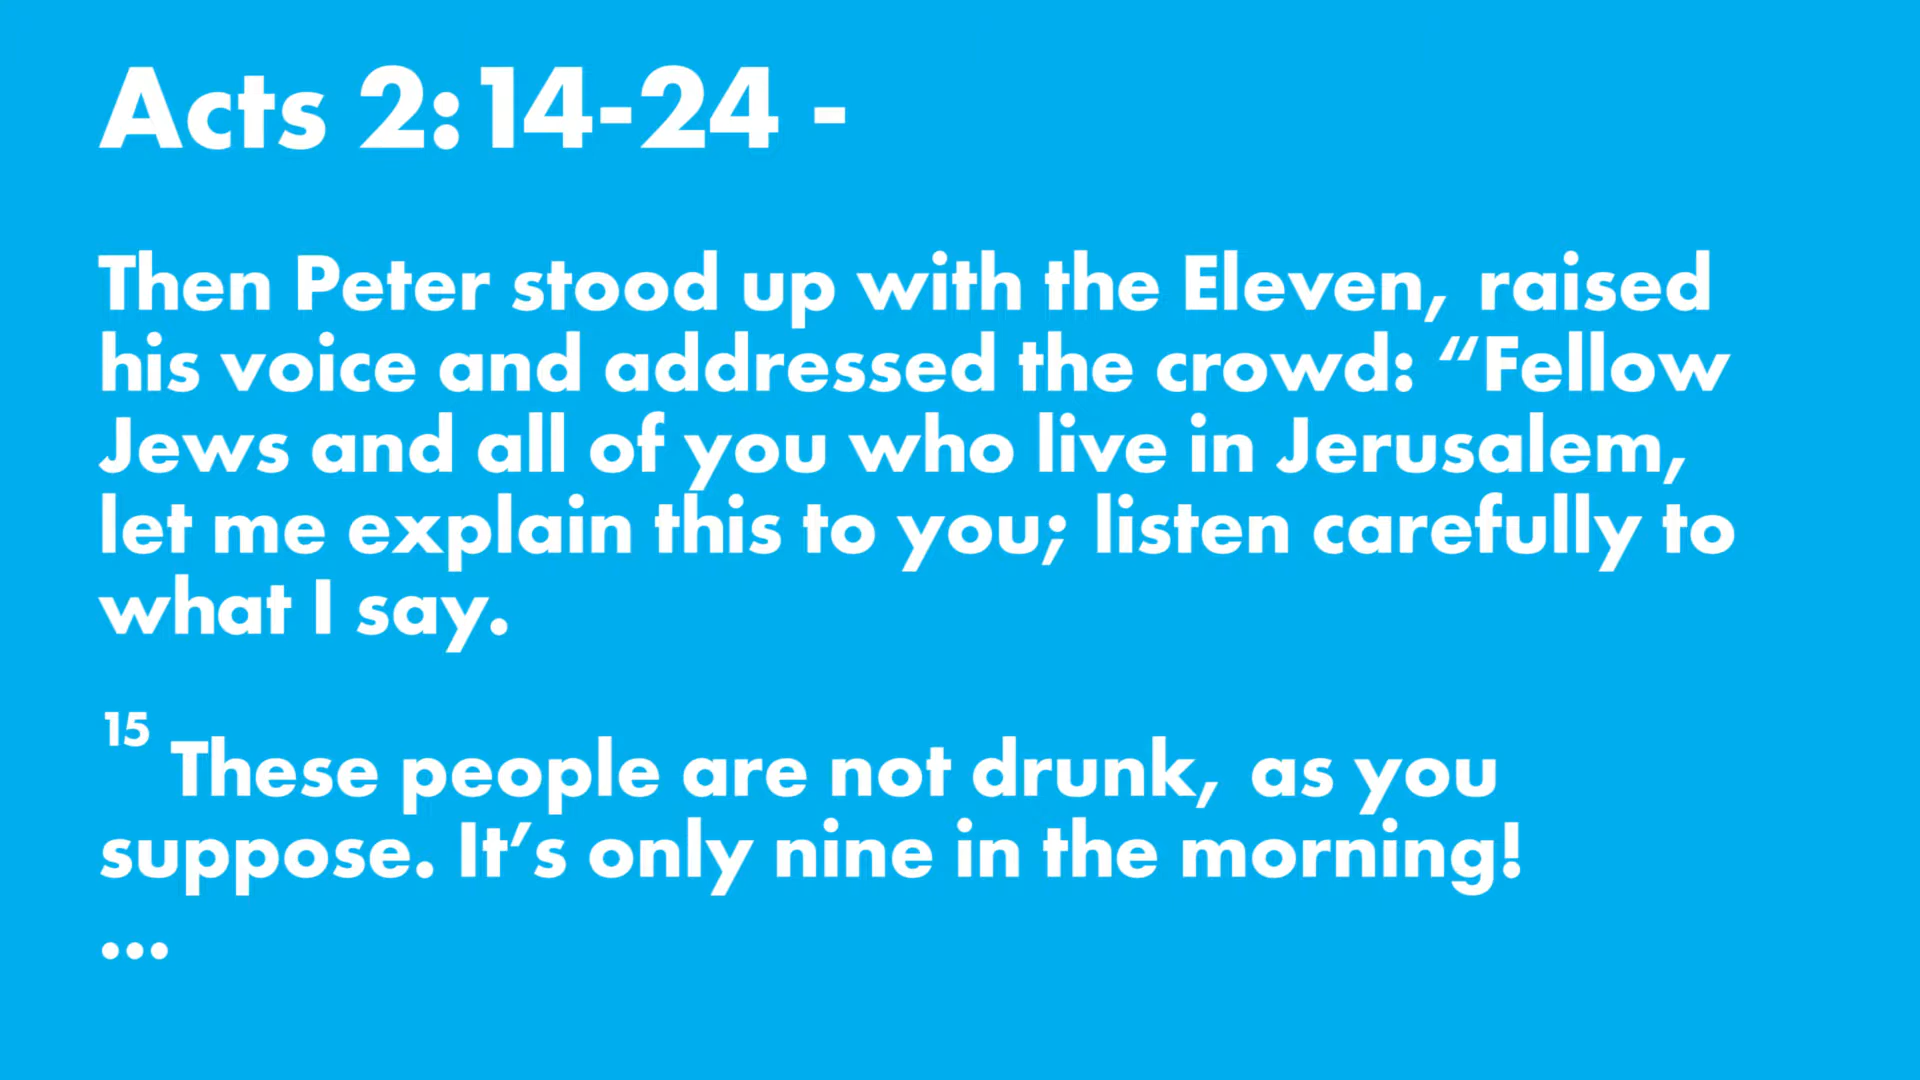 Acts 2:14-24 -
Then Peter stood up with the Eleven, raised
his voice and addressed the crowd: “Fellow
Jews and all of you who live in Jerusalem,
let me explain this to you; listen carefully to
what I say.
15 These people are not drunk, as you
suppose. It’s only nine in the morning!
...